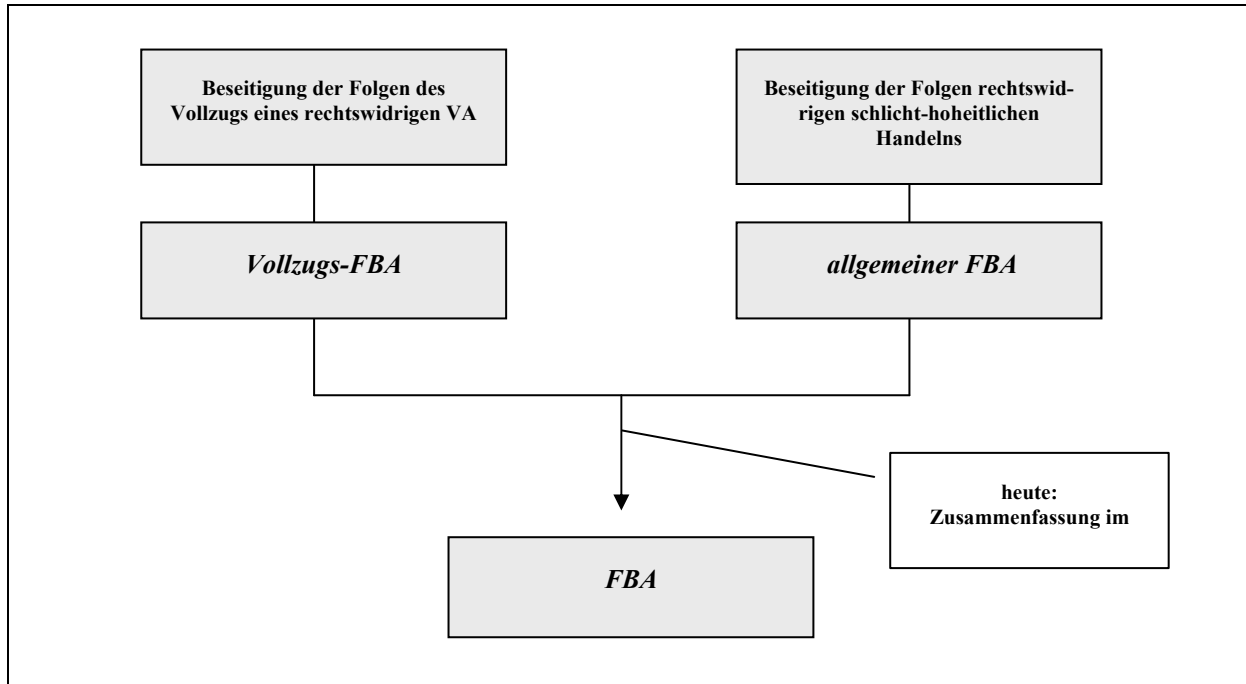 Beseitigung der Folgen des
Vollzugs eines rechtswidrigen VA
Beseitigung der Folgen rechtswid-
rigen schlicht-hoheitlichen
Handelns
Vollzugs-FBA
allgemeiner FBA
heute:
Zusammenfassung im
FBA